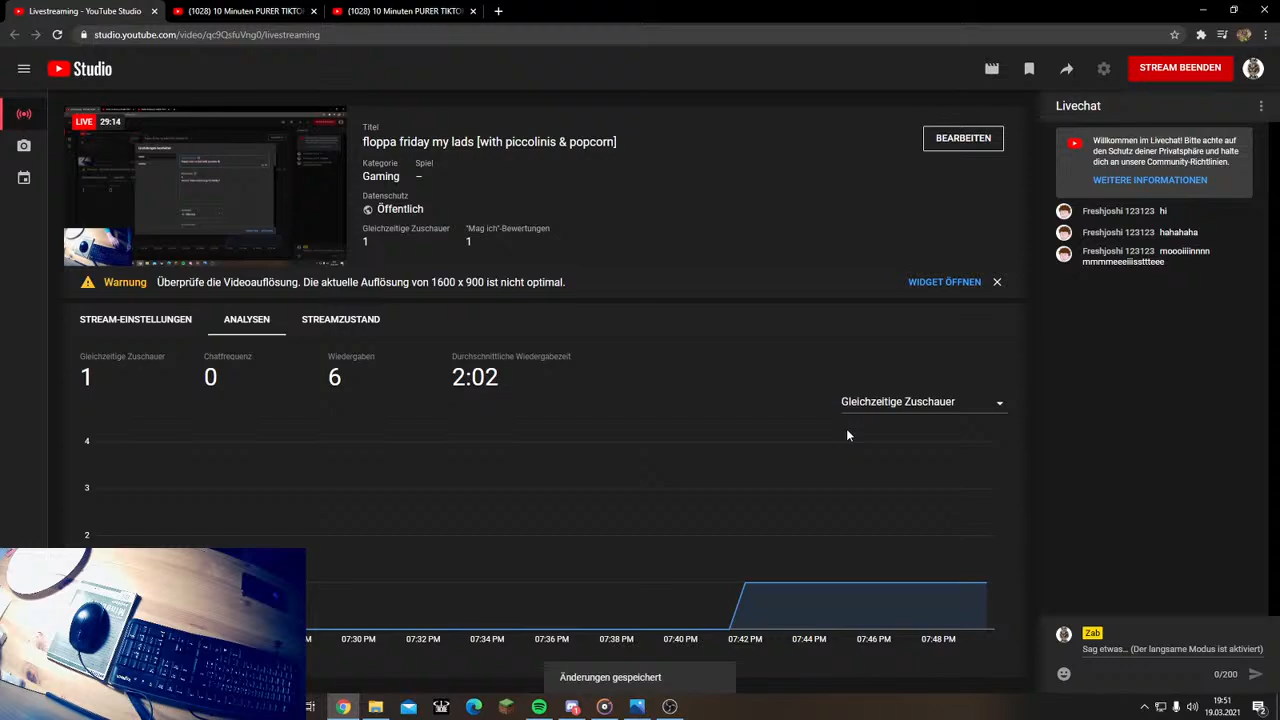 Livestreaming - YouTube Studio
(1028) 10 Minuten PURER TIKTO
(1028) 10 Minuten PURER TIKTO
studio.youtube.com/video/qc9QsfuVng0/livestreaming
Studio
STREAM BEENDEN
LIVE 29:14
Titel
floppa friday my lads [with piccolinis & popcorn]
BEARBEITEN
Kategorie Spiel
Gaming –
Datenschutz
Öffentlich
Gleichzeitige Zuschauer "Mag ich"-Bewertungen
1 1
Warnung Überprüfe die Videoauflösung. Die aktuelle Auflösung von 1600 x 900 ist nicht optimal.
WIDGET ÖFFNEN
STREAM-EINSTELLUNGEN ANALYSEN STREAMZUSTAND
Gleichzeitige Zuschauer Chatfrequenz Wiedergaben Durchschnittliche Wiedergabezeit
1 0 6 2:02
Gleichzeitige Zuschauer
4
3
2
M 07:30 PM 07:32 PM 07:34 PM 07:36 PM 07:38 PM 07:40 PM 07:42 PM 07:44 PM 07:46 PM 07:48 PM
Änderungen gespeichert
Livechat
Willkommen im Livechat! Bitte achte auf
den Schutz deiner Privatsphäre und halte
dich an unsere Community-Richtlinien.
WEITERE INFORMATIONEN
Freshjoshi 123123 hi
Freshjoshi 123123 hahahaha
Freshjoshi 123123 moooiiiinnnn
mmmmeeeiiisstteee
Zab
Sag etwas... (Der langsame Modus ist aktiviert)
0/200
19:51
19.03.2021